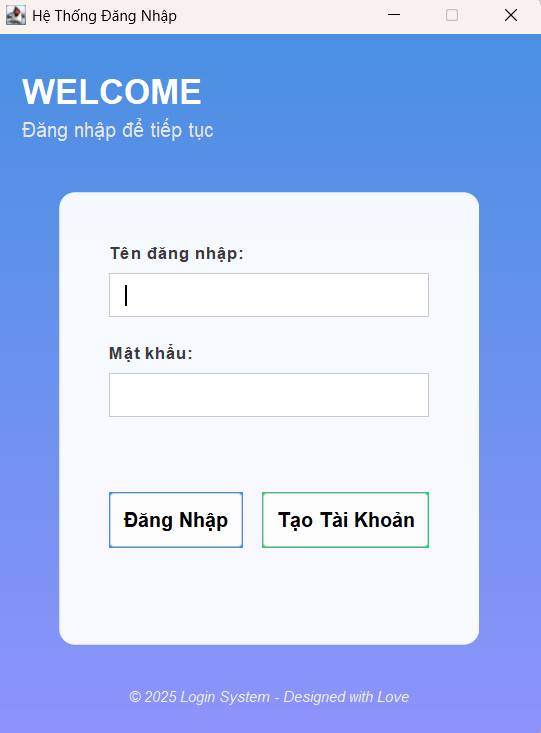 Hệ Thống Đăng Nhập
WELCOME
Đăng nhập để tiếp tục
Tên đăng nhập:
Mật khẩu:
Đăng Nhập
Tạo Tài Khoản
© 2025 Login System - Designed with Love